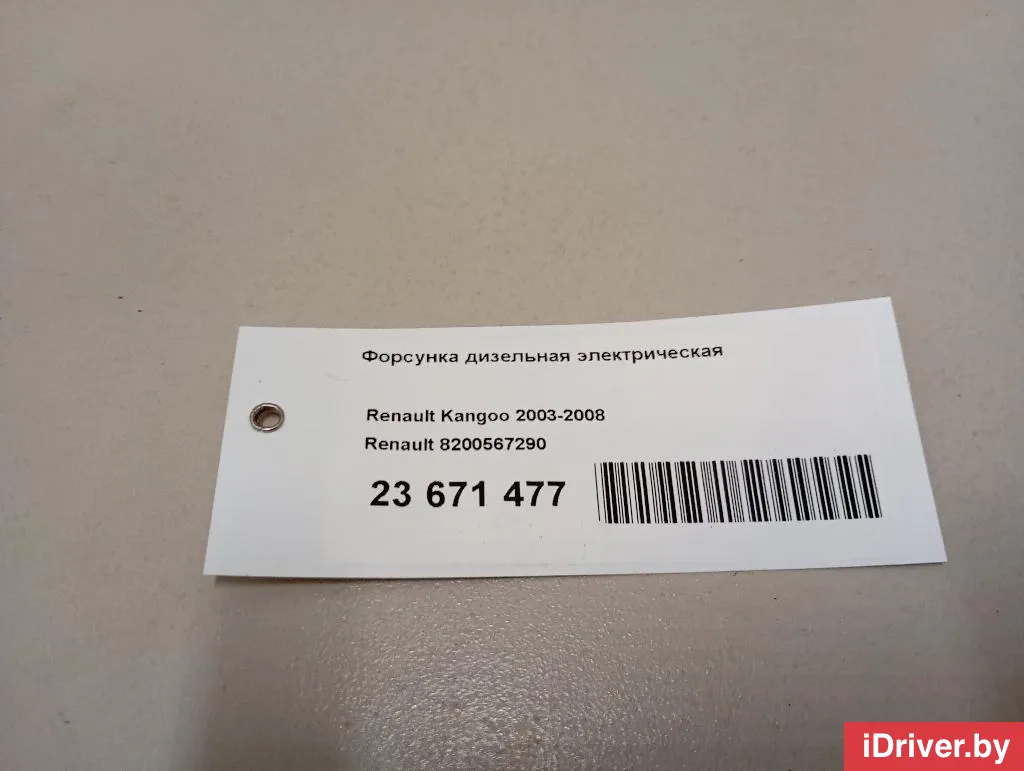 Форсунка дизельная электрическая
Renault Kangoo 2003-2008
Renault 8200567290
23 671 477
iDriver.by